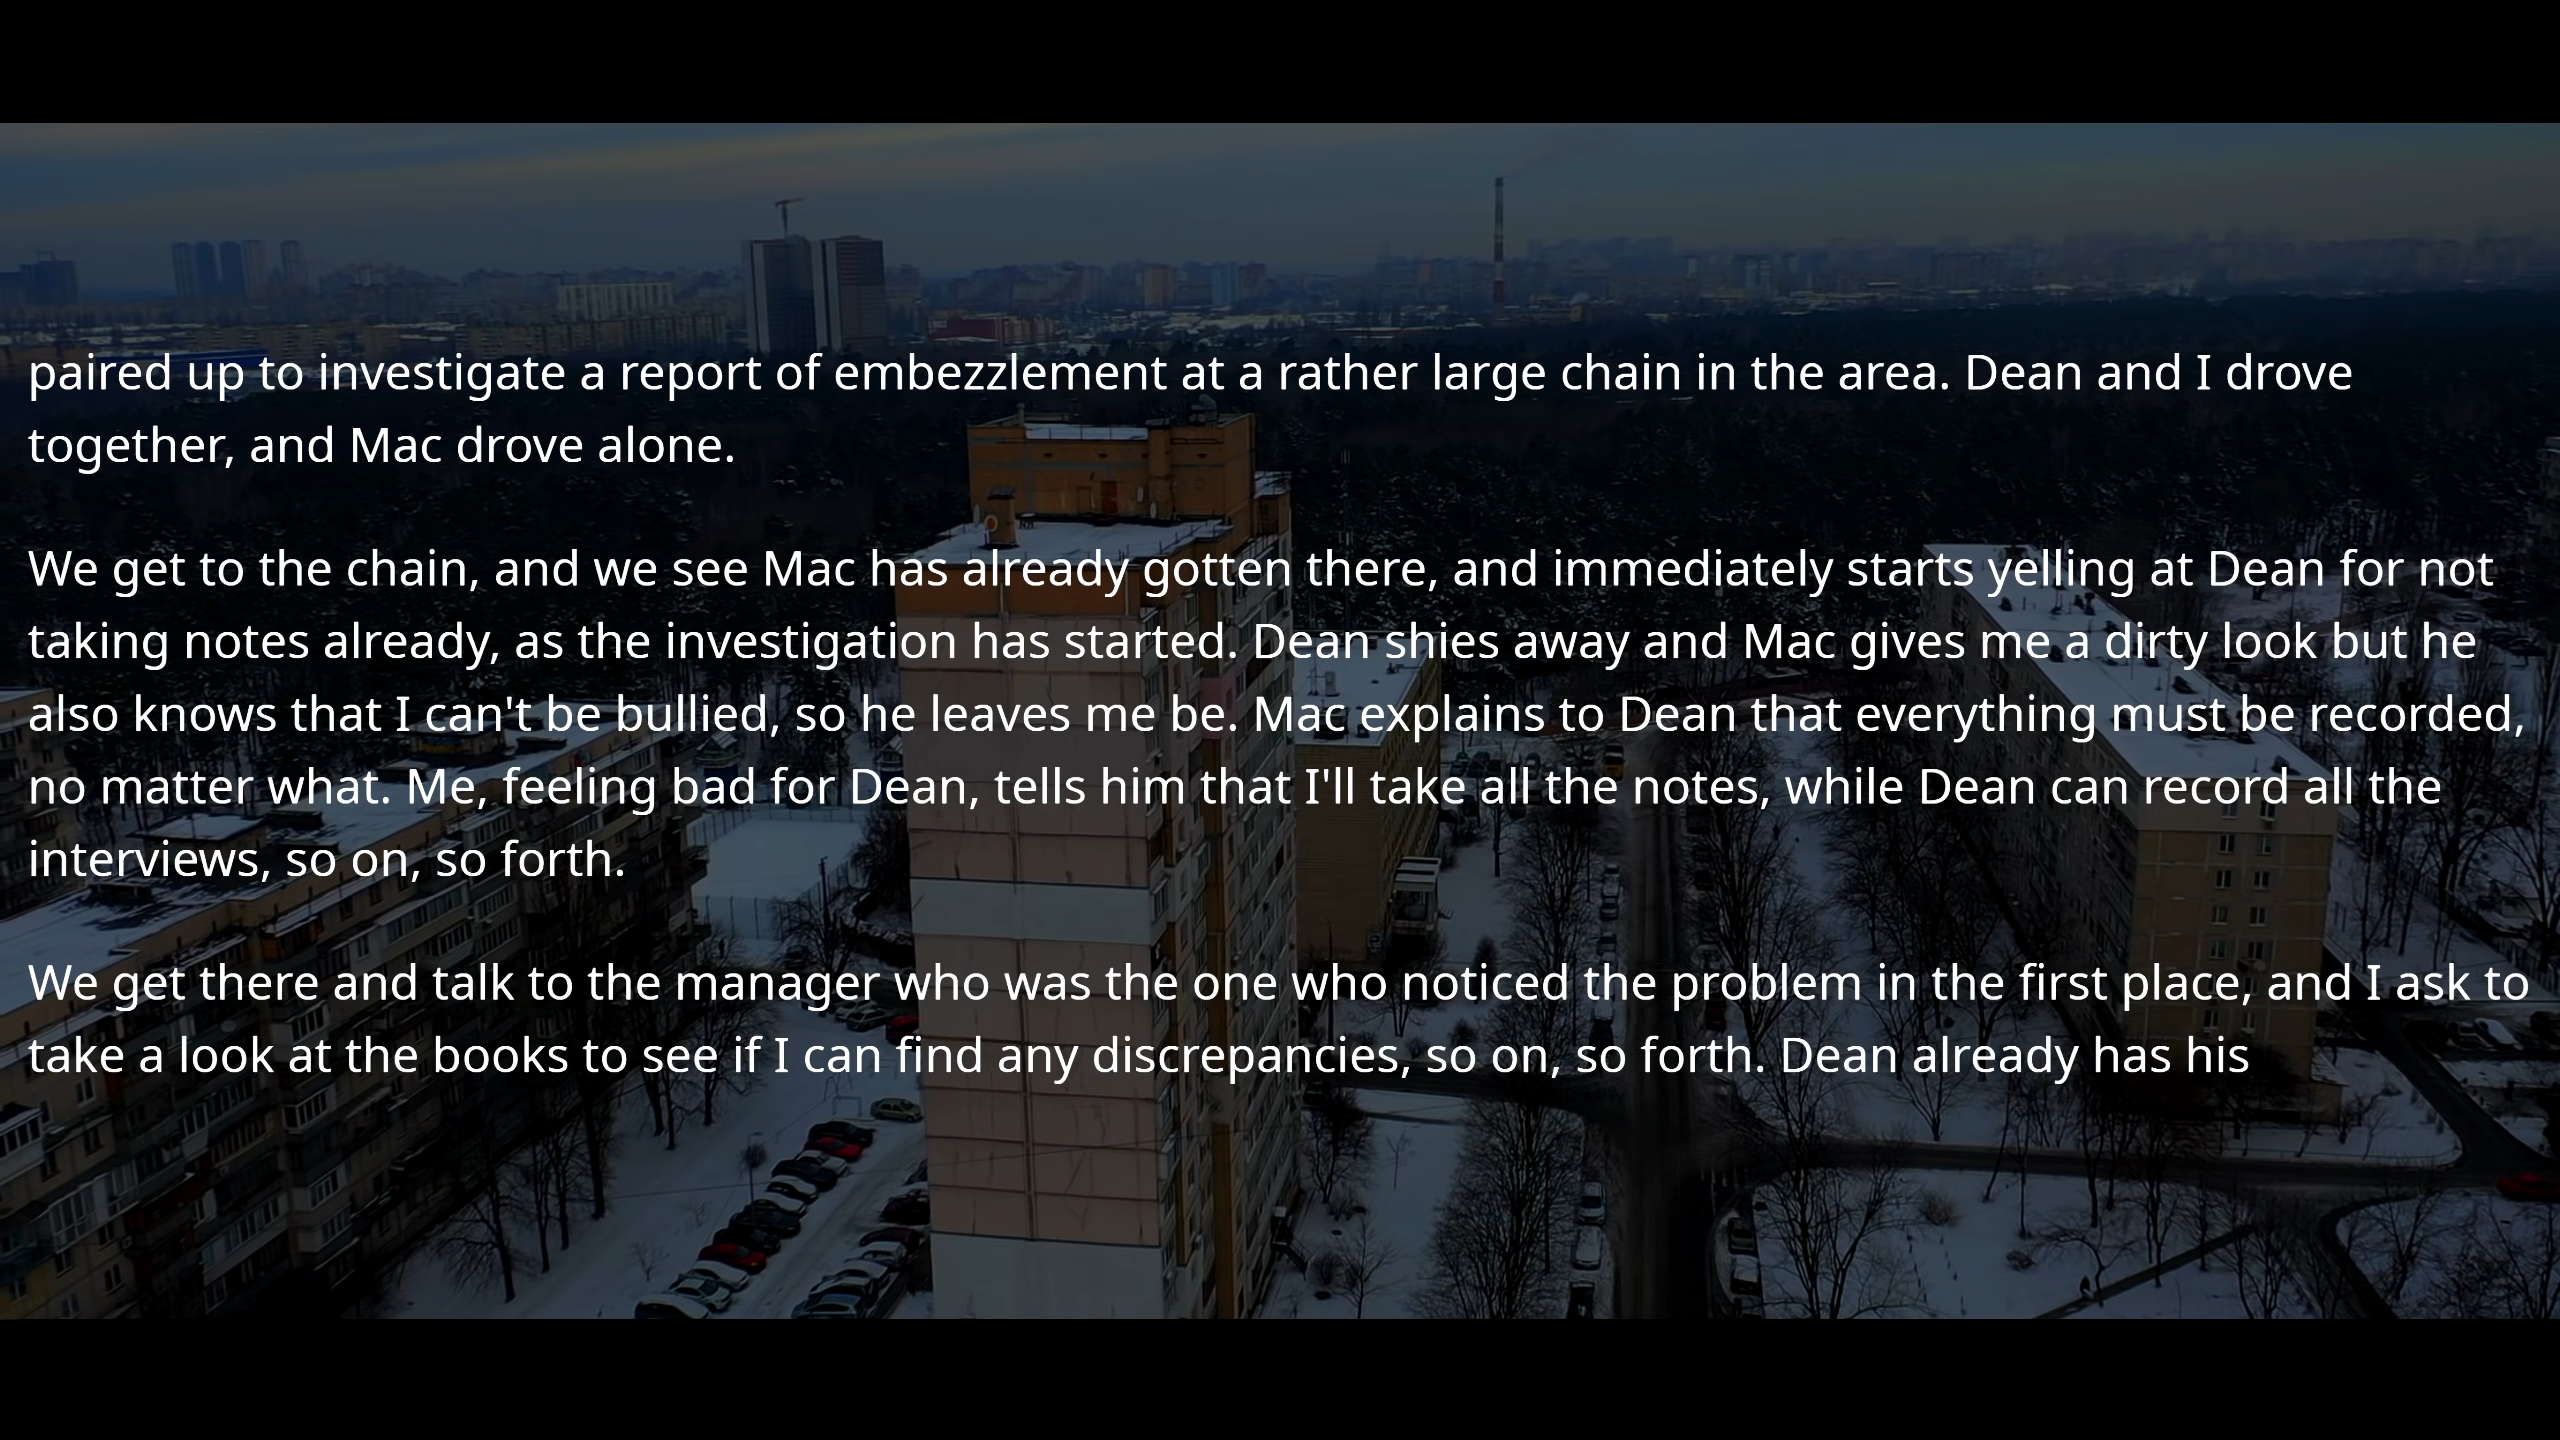 paired up to investigate a report of embezzlement at a rather large chain in the area. Dean and I drove
together, and Mac drove alone.
We get to the chain, and we see Mac has already gotten there, and immediately starts yelling at Dean for not
taking notes already, as the investigation has started. Dean shies away and Mac gives me a dirty look but he
also knows that I can't be bullied, so he leaves me be. Mac explains to Dean that everything must be recorded,
no matter what. Me, feeling bad for Dean, tells him that I'll take all the notes, while Dean can record all the
interviews, so on, so forth.
We get there and talk to the manager who was the one who noticed the problem in the first place, and I ask to
take a look at the books to see if I can find any discrepancies, so on, so forth. Dean already has his